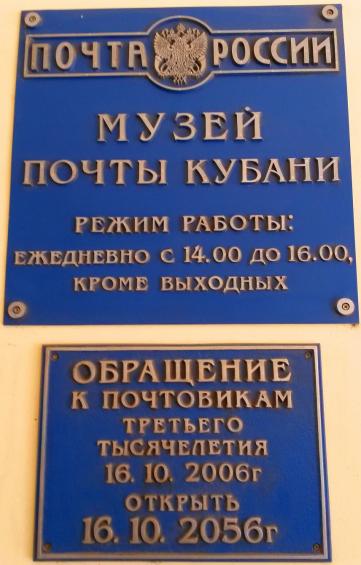 ПОЧТА РОССИИ
МУЗЕЙ
ПОЧТЫ КУБАНИ
РЕЖИМ РАБОТЫ:
ЕЖЕДНЕВНО С 14.00 ДО 16.00,
КРОМЕ ВЫХОДНЫХ
ОБРАЩЕНИЕ
К ПОЧТОВИКАМ
ТРЕТЬЕГО
ТЫСЯЧЕЛЕТИЯ
16. 10. 2006г
ОТКРЫТЬ
16. 10. 2056г